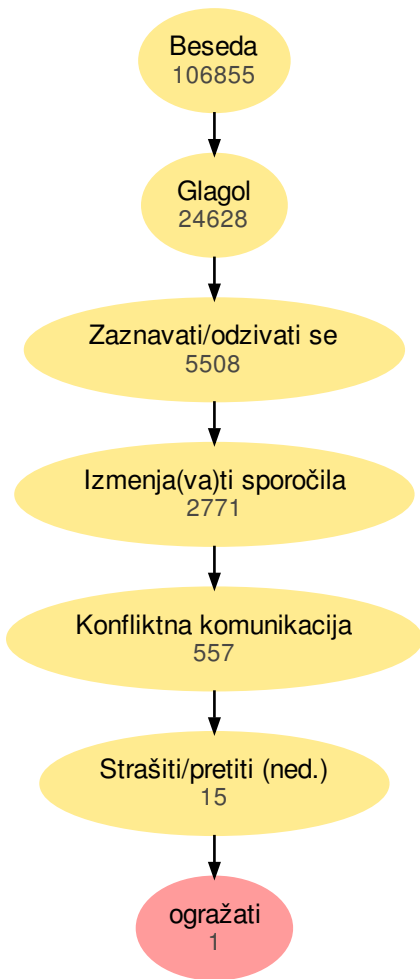 Beseda
106855
Glagol
24628
Zaznavati/odzivati se
5508
Izmenja(va)ti sporočila
2771
Konfliktna komunikacija
557
Strašiti/pretiti (ned.)
15
ogražati
1